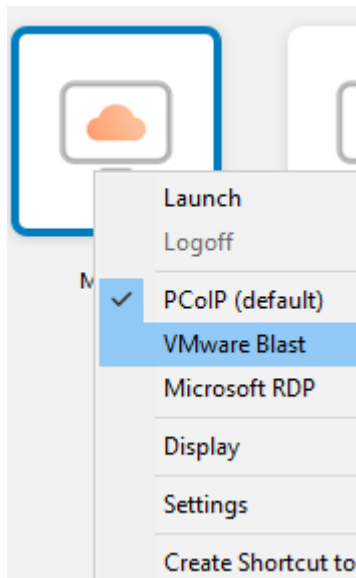 M
Launch
Logoff
PCoIP (default)
VMware Blast
Microsoft RDP
Display
Settings
Create Shortcut to